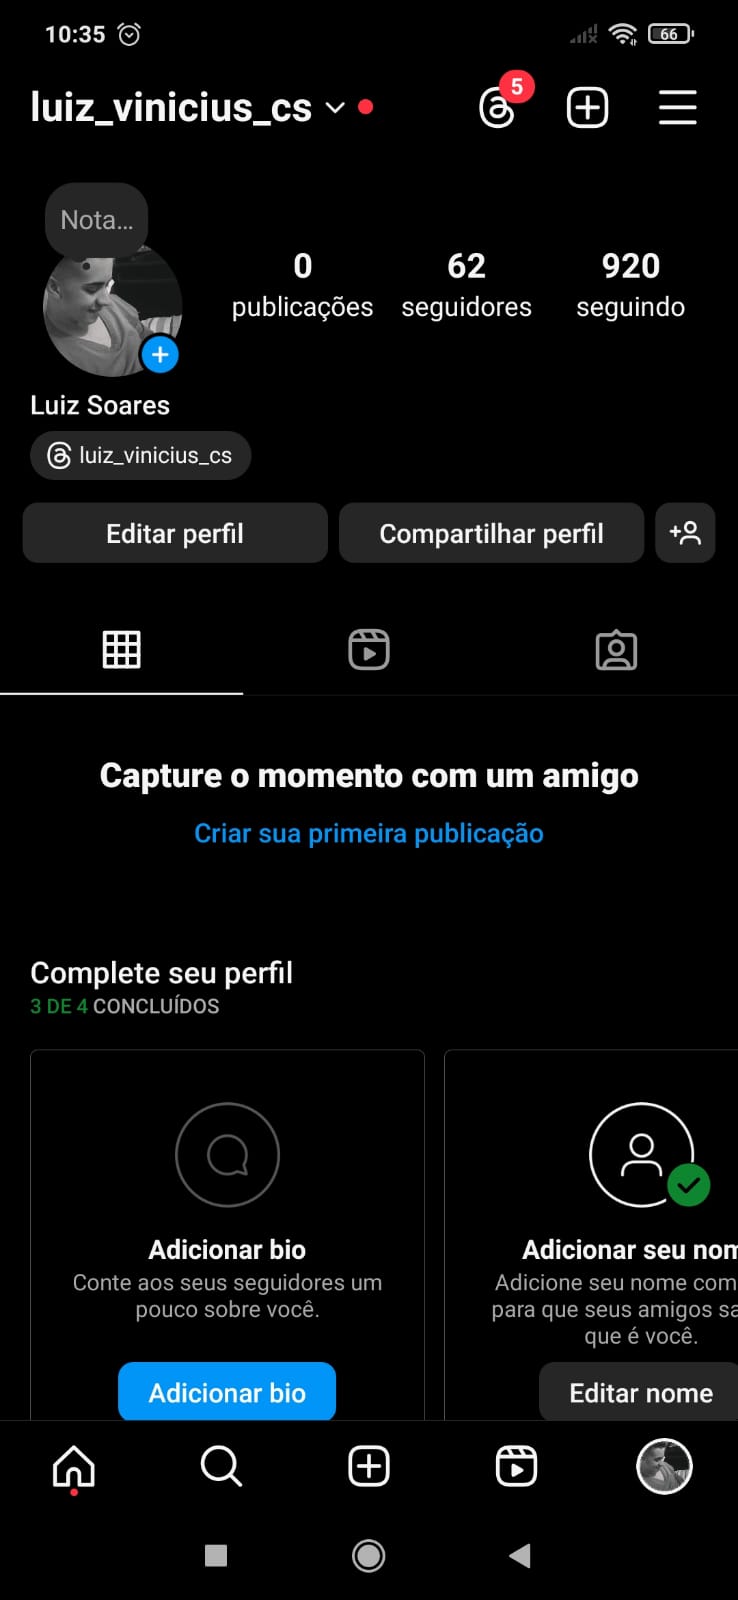 10:35
66
luiz_vinicius_cs
5
Nota...
0
62
920
publicações
seguidores
seguindo
Luiz Soares
luiz_vinicius_cs
Editar perfil
Compartilhar perfil
Capture o momento com um amigo
Criar sua primeira publicação
Complete seu perfil
3 DE 4 CONCLUÍDOS
Adicionar bio
Conte aos seus seguidores um
pouco sobre você.
Adicionar bio
Adicionar seu nom
Adicione seu nome com
para que seus amigos sa
que é você.
Editar nome